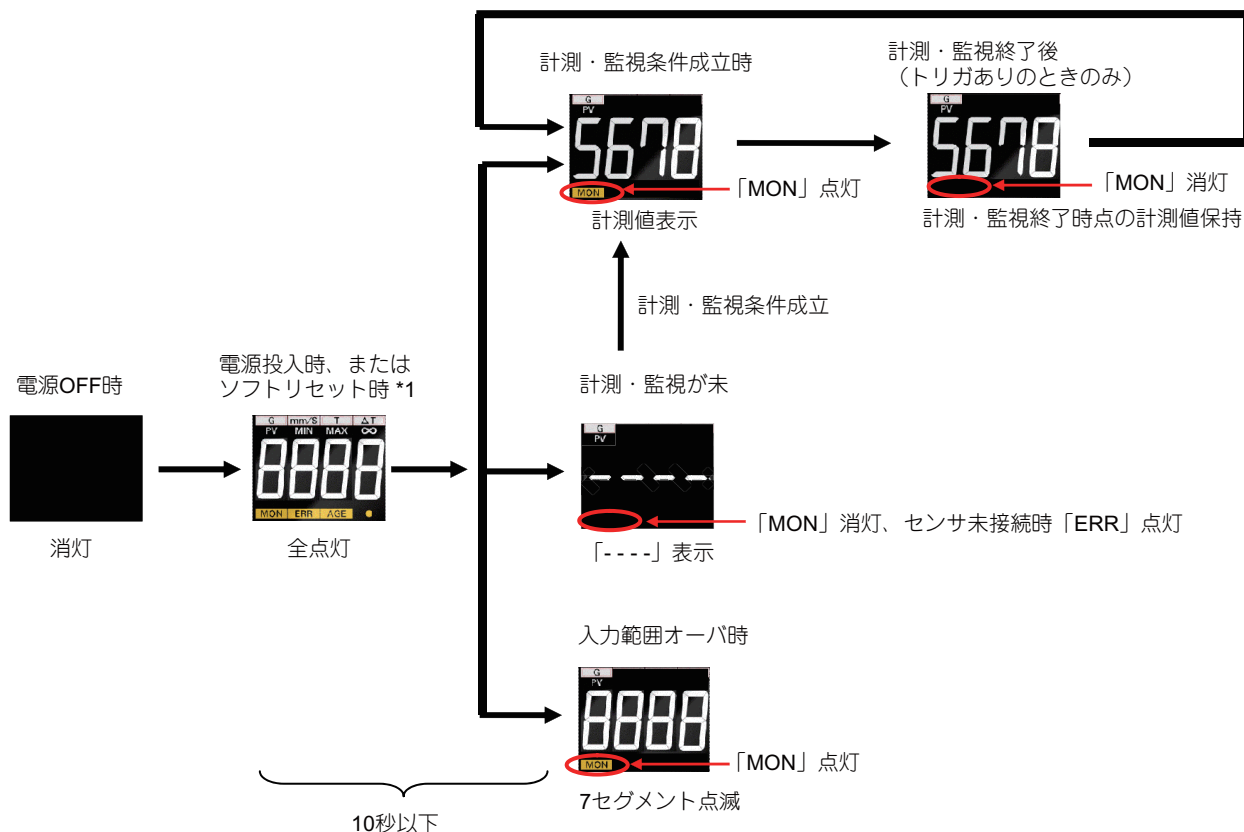 計測・監視条件成立時
G
PV
5678
MON
「MON」点灯
計測値表示
計測・監視終了後
（トリガありのときのみ）
G
PV
5678
「MON」消灯
計測・監視終了時点の計測値保持
計測・監視条件成立
電源OFF時
消灯
電源投入時、または
ソフトリセット時 *1
G mm/S T ΔT
PV MIN MAX ∞
8888
MON ERR AGE
全点灯
計測・監視が未
G
PV
- - - -
「MON」消灯、センサ未接続時「ERR」点灯
「- - - -」表示
入力範囲オーバ時
G
PV
8888
MON
「MON」点灯
7セグメント点滅
10秒以下